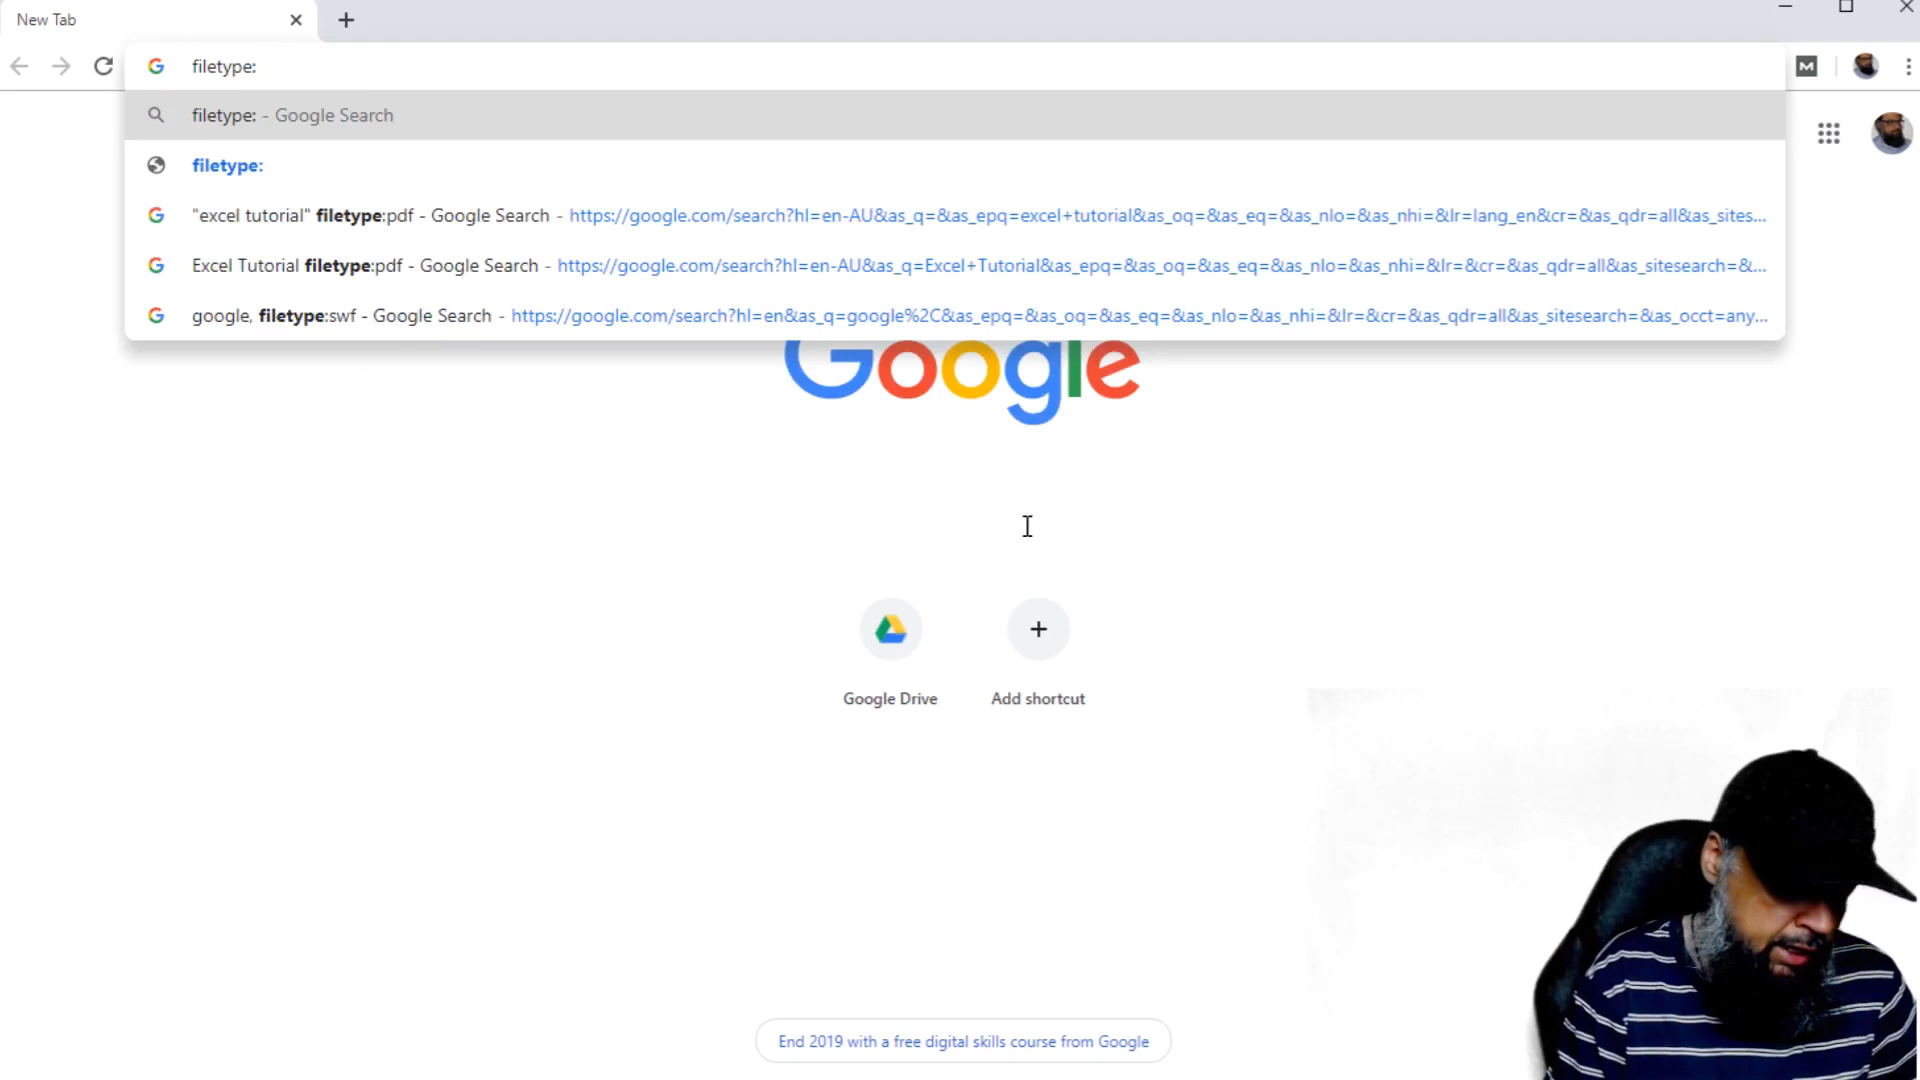 New Tab
filetype:
filetype: - Google Search
filetype:
"excel tutorial" filetype:pdf - Google Search - https://google.com/search?hl=en-AU&as_q=&as_epq=excel+tutorial&as_oq=&as_eq=&as_nlo=&as_nhi=&lr=lang_en&cr=&as_qdr=all&as_sites...
Excel Tutorial filetype:pdf - Google Search - https://google.com/search?hl=en-AU&as_q=Excel+Tutorial&as_epq=&as_oq=&as_eq=&as_nlo=&as_nhi=&lr=&cr=&as_qdr=all&as_sitesearch=&...
google, filetype:swf - Google Search - https://google.com/search?hl=en&as_q=google%2C&as_epq=&as_oq=&as_eq=&as_nlo=&as_nhi=&lr=&cr=&as_qdr=all&as_sitesearch=&as_occt=any...
Google
Google Drive
Add shortcut
End 2019 with a free digital skills course from Google